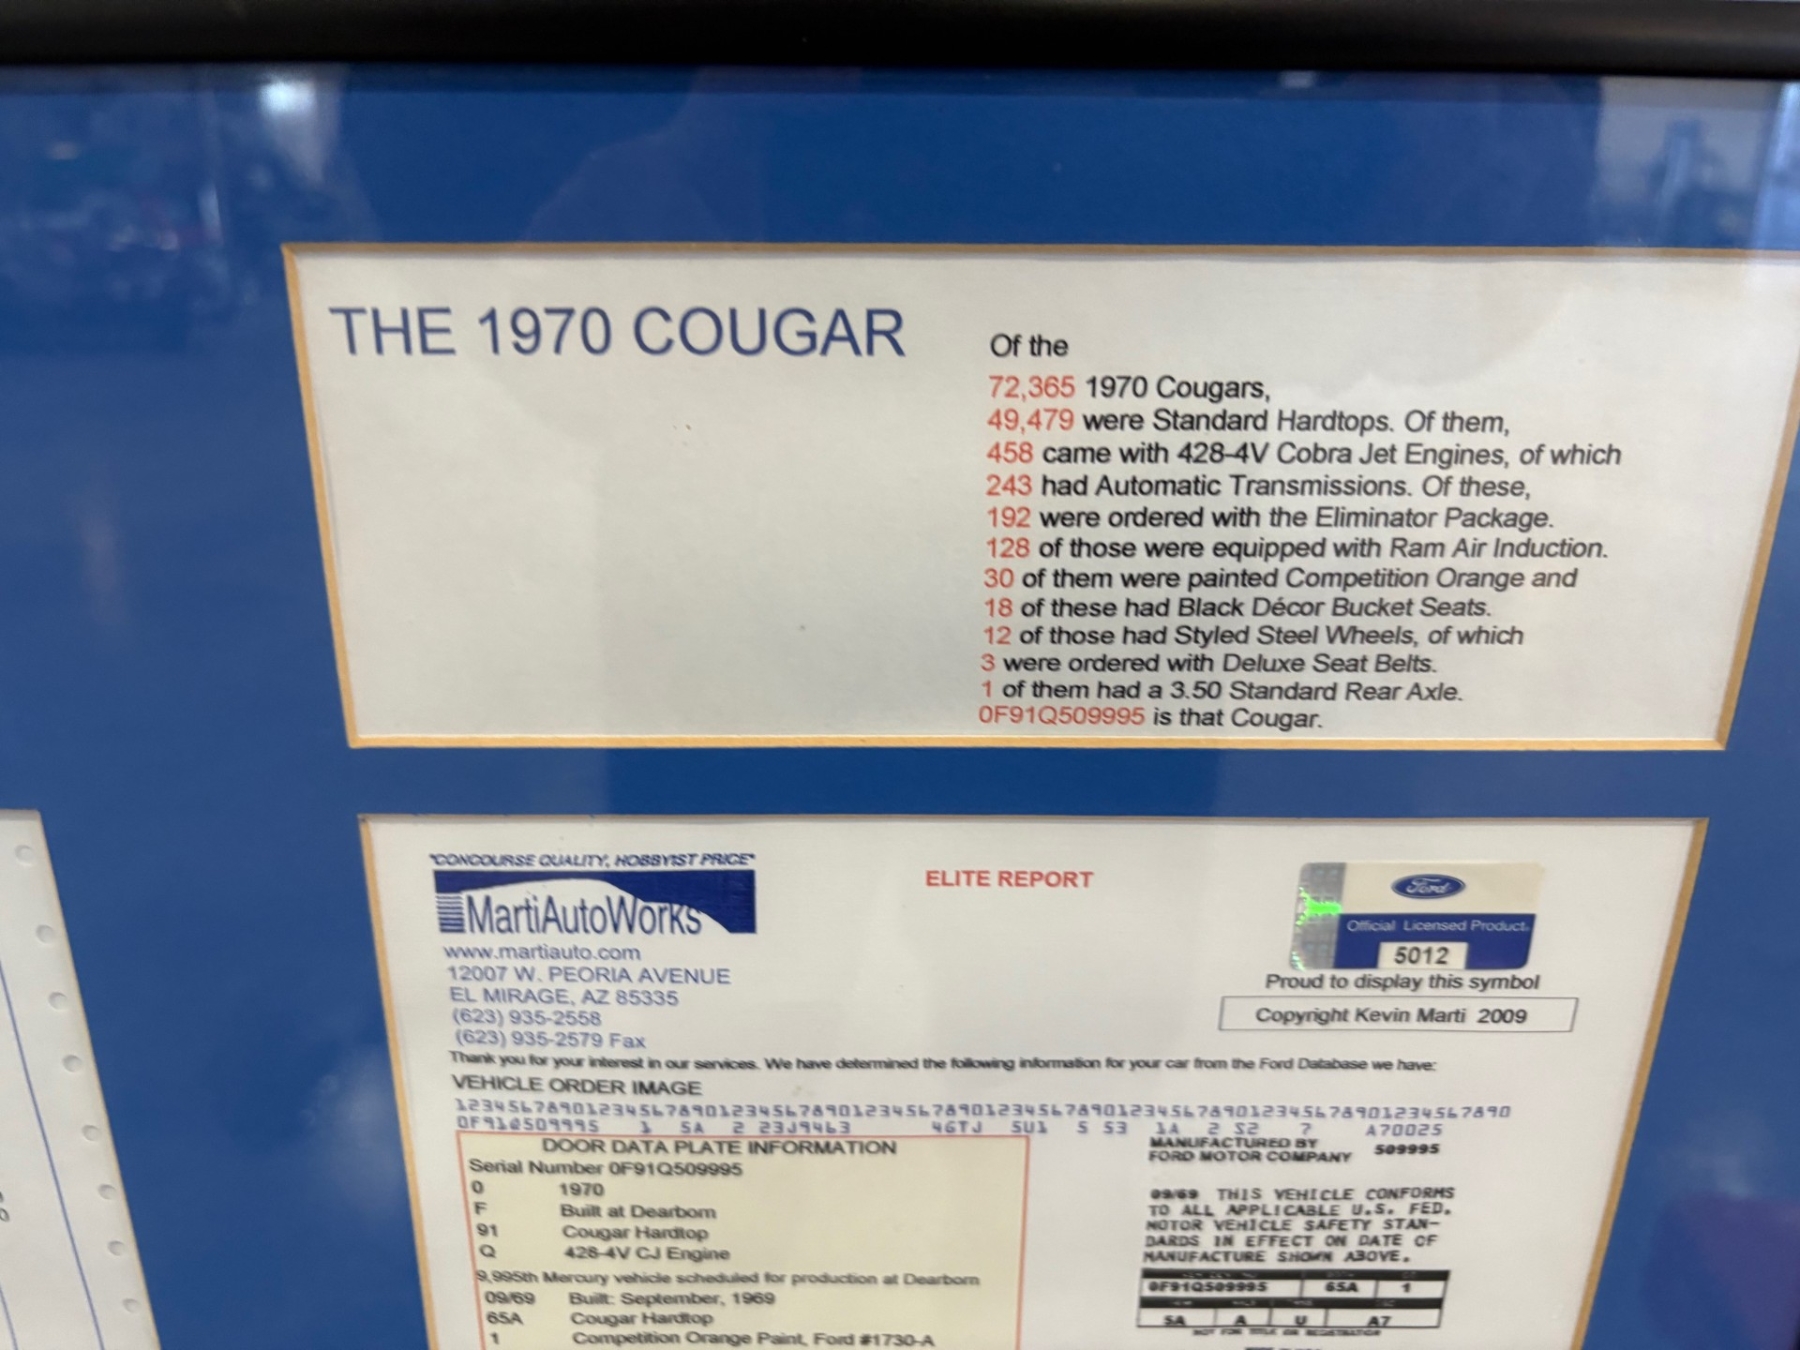 THE 1970 COUGAR
Of the
72,365 1970 Cougars,
49,479 were Standard Hardtops. Of them,
458 came with 428-4V Cobra Jet Engines, of which
243 had Automatic Transmissions. Of these,
192 were ordered with the Eliminator Package.
128 of those were equipped with Ram Air Induction.
30 of them were painted Competition Orange and
18 of these had Black Décor Bucket Seats.
12 of those had Styled Steel Wheels, of which
3 were ordered with Deluxe Seat Belts.
1 of them had a 3.50 Standard Rear Axle.
0F91Q509995 is that Cougar.
"CONCOURSE QUALITY, HOBBYIST PRICE"
MartiAutoWorks
www.martiauto.com
12007 W. PEORIA AVENUE
EL MIRAGE, AZ 85335
(623) 935-2558
(623) 935-2579 Fax
ELITE REPORT
Ford
Official Licensed Product.
5012
Proud to display this symbol
Copyright Kevin Marti 2009
Thank you for your interest in our services. We have determined the following information for your car from the Ford Database we have:
VEHICLE ORDER IMAGE
12345678901234567890123456789012345678901234567890123456789012345678901234567890
0F91Q509995 1 5A 2 23J9463 46TJ 5U1 5 53 1A 2 S2 7 A70025
DOOR DATA PLATE INFORMATION
Serial Number 0F91Q509995
0 1970
F Built at Dearborn
91 Cougar Hardtop
Q 428-4V CJ Engine
9,995th Mercury vehicle scheduled for production at Dearborn
09/69 Built: September, 1969
65A Cougar Hardtop
1 Competition Orange Paint, Ford #1730-A
MANUFACTURED BY
FORD MOTOR COMPANY 509995
09/69 THIS VEHICLE CONFORMS
TO ALL APPLICABLE U.S. FED.
MOTOR VEHICLE SAFETY STAN-
DARDS IN EFFECT ON DATE OF
MANUFACTURE SHOWN ABOVE.
0F91Q509995 65A 1
5A A U A7
NOT FOR TITLE OR REGISTRATION